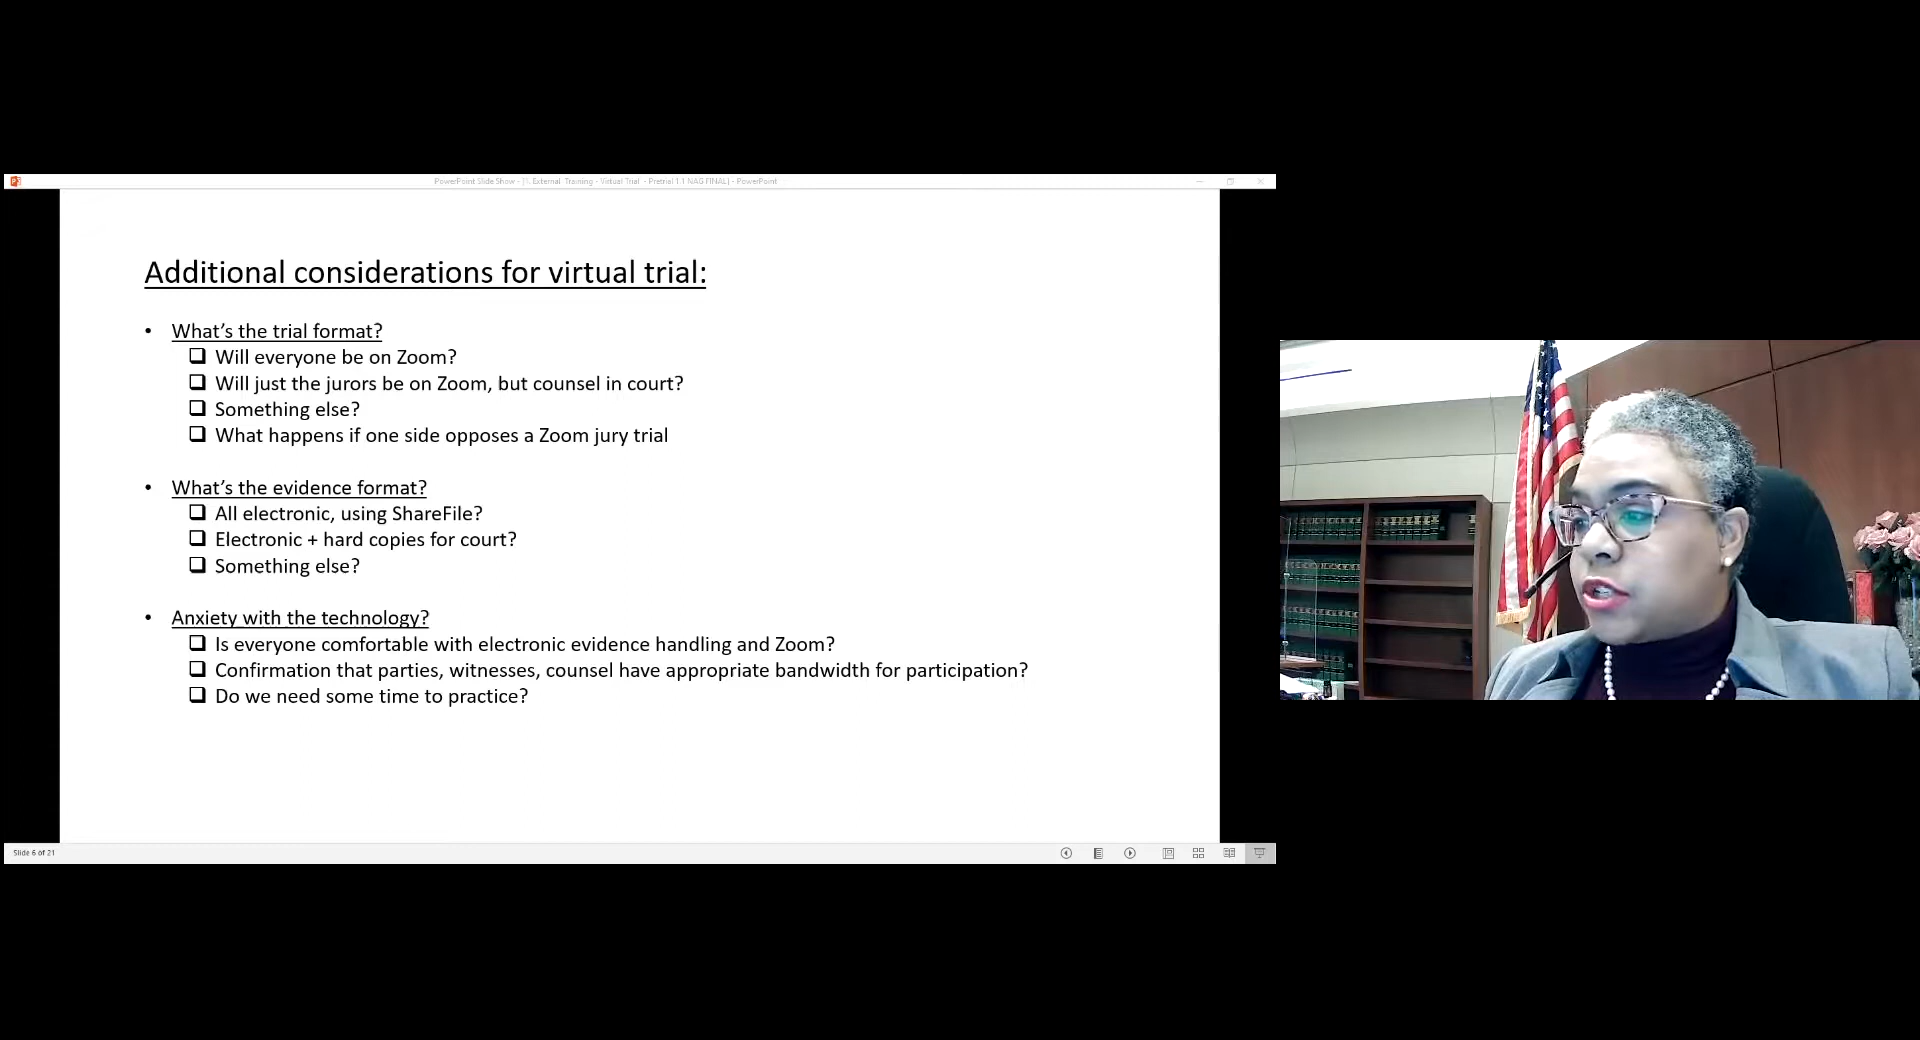 PowerPoint Slide Show - [1. External Training - Virtual Trial - Pretrial 1.1 NAG FINAL] - PowerPoint
Additional considerations for virtual trial:
• What’s the trial format?
❑ Will everyone be on Zoom?
❑ Will just the jurors be on Zoom, but counsel in court?
❑ Something else?
❑ What happens if one side opposes a Zoom jury trial
• What’s the evidence format?
❑ All electronic, using ShareFile?
❑ Electronic + hard copies for court?
❑ Something else?
• Anxiety with the technology?
❑ Is everyone comfortable with electronic evidence handling and Zoom?
❑ Confirmation that parties, witnesses, counsel have appropriate bandwidth for participation?
❑ Do we need some time to practice?
Slide 6 of 21